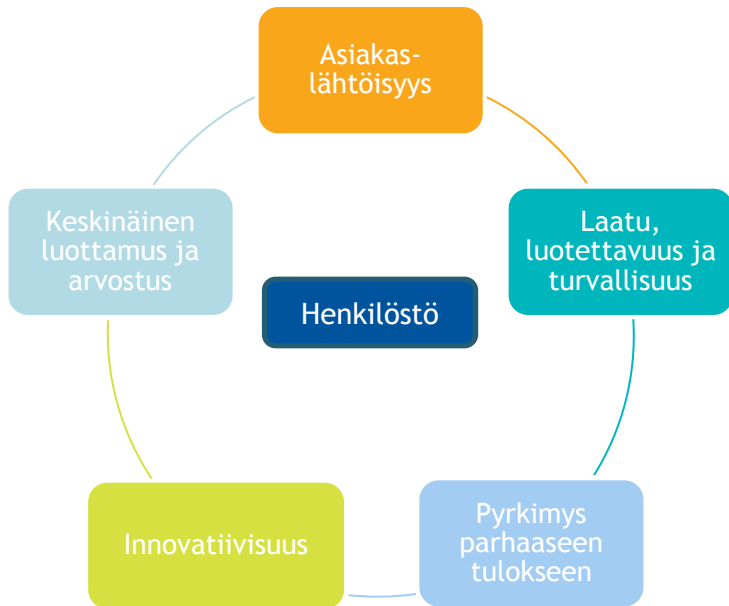 Asiakas-
lähtöisyys
Laatu,
luotettavuus ja
turvallisuus
Pyrkimys
parhaaseen
tulokseen
Innovatiivisuus
Keskinäinen
luottamus ja
arvostus
Henkilöstö